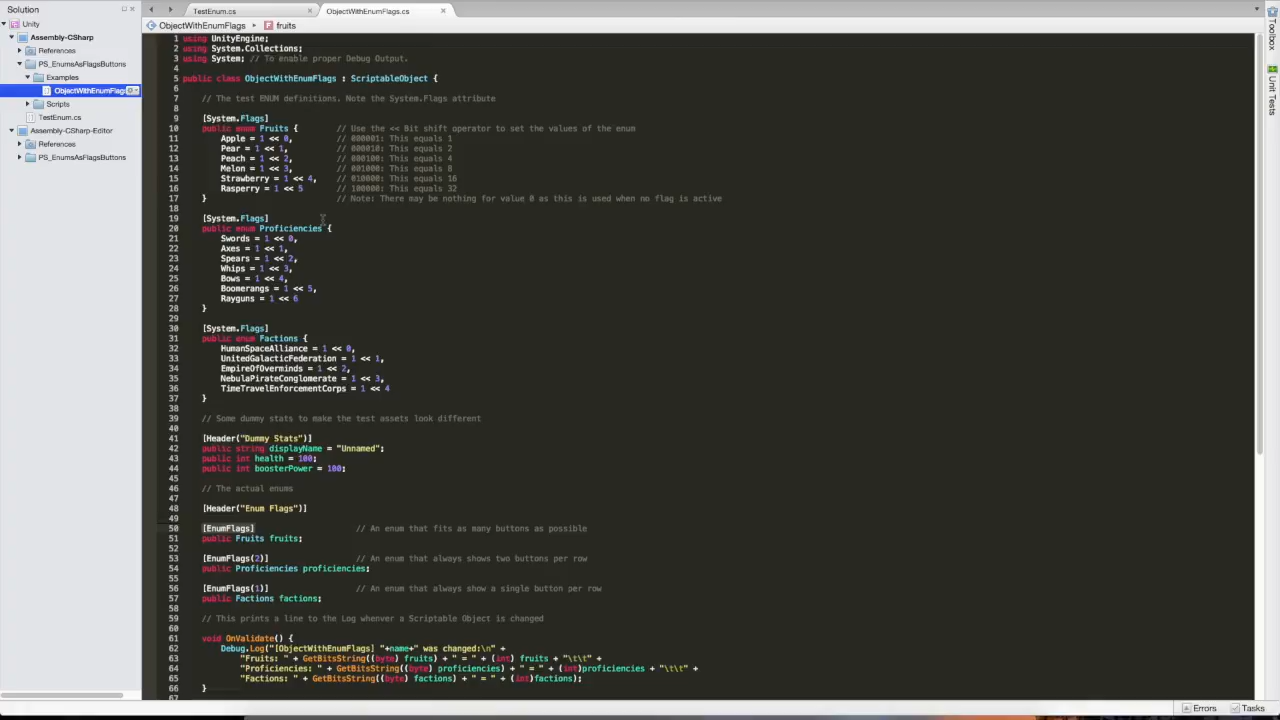 Solution
TestEnum.cs
ObjectWithEnumFlags.cs
Unity
Assembly-CSharp
References
PS_EnumsAsFlagsButtons
Examples
ObjectWithEnumFlags
Scripts
TestEnum.cs
Assembly-CSharp-Editor
References
PS_EnumsAsFlagsButtons
ObjectWithEnumFlags
fruits
1 using UnityEngine;
2 using System.Collections;
3 using System; // To enable proper Debug Output.
4
5 public class ObjectWithEnumFlags : ScriptableObject {
6
7 // The test ENUM definitions. Note the System.Flags attribute
8
9 [System.Flags]
10 public enum Fruits { // Use the << Bit shift operator to set the values of the enum
11 Apple = 1 << 0, // 000001: This equals 1
12 Pear = 1 << 1, // 000010: This equals 2
13 Peach = 1 << 2, // 000100: This equals 4
14 Melon = 1 << 3, // 001000: This equals 8
15 Strawberry = 1 << 4, // 010000: This equals 16
16 Rasperry = 1 << 5 // 100000: This equals 32
17 } // Note: There may be nothing for value 0 as this is used when no flag is active
18
19 [System.Flags]
20 public enum Proficiencies {
21 Swords = 1 << 0,
22 Axes = 1 << 1,
23 Spears = 1 << 2,
24 Whips = 1 << 3,
25 Bows = 1 << 4,
26 Boomerangs = 1 << 5,
27 Rayguns = 1 << 6
28 }
29
30 [System.Flags]
31 public enum Factions {
32 HumanSpaceAlliance = 1 << 0,
33 UnitedGalacticFederation = 1 << 1,
34 EmpireOfOverminds = 1 << 2,
35 NebulaPirateConglomerate = 1 << 3,
36 TimeTravelEnforcementCorps = 1 << 4
37 }
38
39 // Some dummy stats to make the test assets look different
40
41 [Header("Dummy Stats")]
42 public string displayName = "Unnamed";
43 public int health = 100;
44 public int boosterPower = 100;
45
46 // The actual enums
47
48 [Header("Enum Flags")]
49
50 [EnumFlags] // An enum that fits as many buttons as possible
51 public Fruits fruits;
52
53 [EnumFlags(2)] // An enum that always shows two buttons per row
54 public Proficiencies proficiencies;
55
56 [EnumFlags(1)] // An enum that always show a single button per row
57 public Factions factions;
58
59 // This prints a line to the Log whenver a Scriptable Object is changed
60
61 void OnValidate() {
62 Debug.Log("[ObjectWithEnumFlags] "+name+" was changed:\n" +
63 "Fruits: " + GetBitsString((byte) fruits) + " = " + (int) fruits + "\t\t" +
64 "Proficiencies: " + GetBitsString((byte) proficiencies) + " = " + (int)proficiencies + "\t\t" +
65 "Factions: " + GetBitsString((byte) factions) + " = " + (int)factions);
66 }
67
Toolbox
Unit Tests
Errors
Tasks